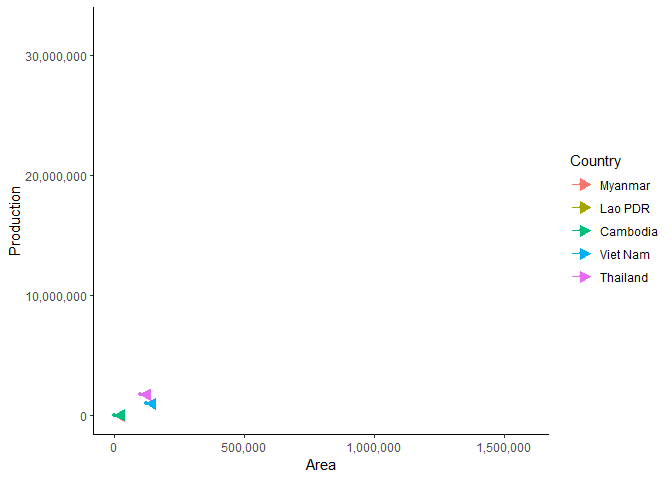 30,000,000
20,000,000
10,000,000
0
Production
0
500,000
1,000,000
1,500,000
Area
Country
Myanmar
Lao PDR
Cambodia
Viet Nam
Thailand